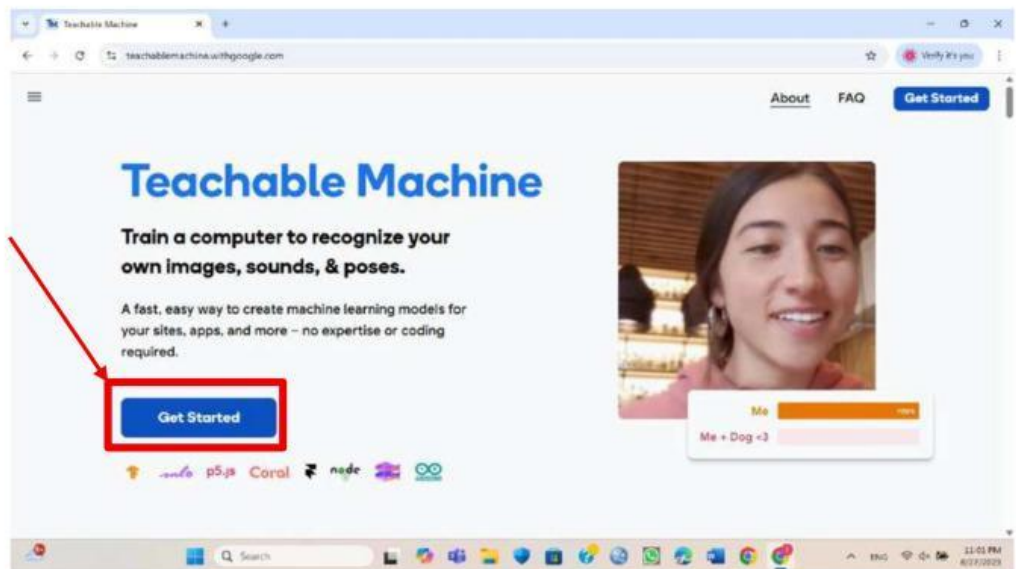 Teachable Machine
teachablemachine.withgoogle.com
Verify it's you
About FAQ Get Started
Teachable Machine
Train a computer to recognize your
own images, sounds, & poses.
A fast, easy way to create machine learning models for
your sites, apps, and more – no expertise or coding
required.
Get Started
Me
Me + Dog <3
p5.js Coral node
Search
ENG
11:01 PM